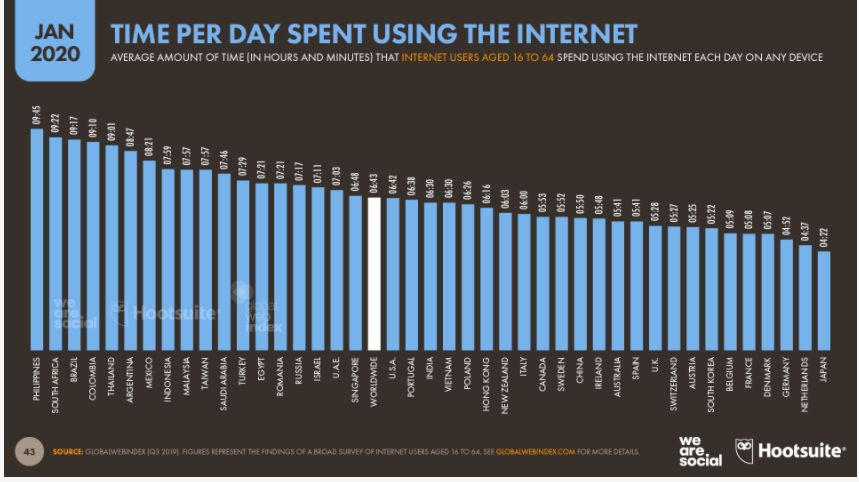 JAN
2020
TIME PER DAY SPENT USING THE INTERNET
AVERAGE AMOUNT OF TIME (IN HOURS AND MINUTES) THAT INTERNET USERS AGED 16 TO 64 SPEND USING THE INTERNET EACH DAY ON ANY DEVICE
09:45
09:22
09:17
09:10
09:01
08:47
08:21
07:59
07:57
07:57
07:46
07:29
07:21
07:21
07:17
07:11
07:03
06:48
06:43
06:42
06:38
06:30
06:30
06:26
06:16
06:03
06:00
05:53
05:52
05:50
05:48
05:41
05:41
05:28
05:27
05:25
05:22
05:09
05:08
05:07
04:52
04:37
04:22
we
are
social
Hootsuite
global
web
index
PHILIPPINES
SOUTH AFRICA
BRAZIL
COLOMBIA
THAILAND
ARGENTINA
MEXICO
INDONESIA
MALAYSIA
TAIWAN
SAUDI ARABIA
TURKEY
EGYPT
ROMANIA
RUSSIA
ISRAEL
U.A.E.
SINGAPORE
WORLDWIDE
U.S.A.
PORTUGAL
INDIA
VIETNAM
POLAND
HONG KONG
NEW ZEALAND
ITALY
CANADA
SWEDEN
CHINA
IRELAND
AUSTRALIA
SPAIN
U.K.
SWITZERLAND
AUSTRIA
SOUTH KOREA
BELGIUM
FRANCE
DENMARK
GERMANY
NETHERLANDS
JAPAN
43
SOURCE: GLOBALWEBINDEX (Q3 2019). FIGURES REPRESENT THE FINDINGS OF A BROAD SURVEY OF INTERNET USERS AGED 16 TO 64. SEE GLOBALWEBINDEX.COM FOR MORE DETAILS.
we
are
social
Hootsuite®